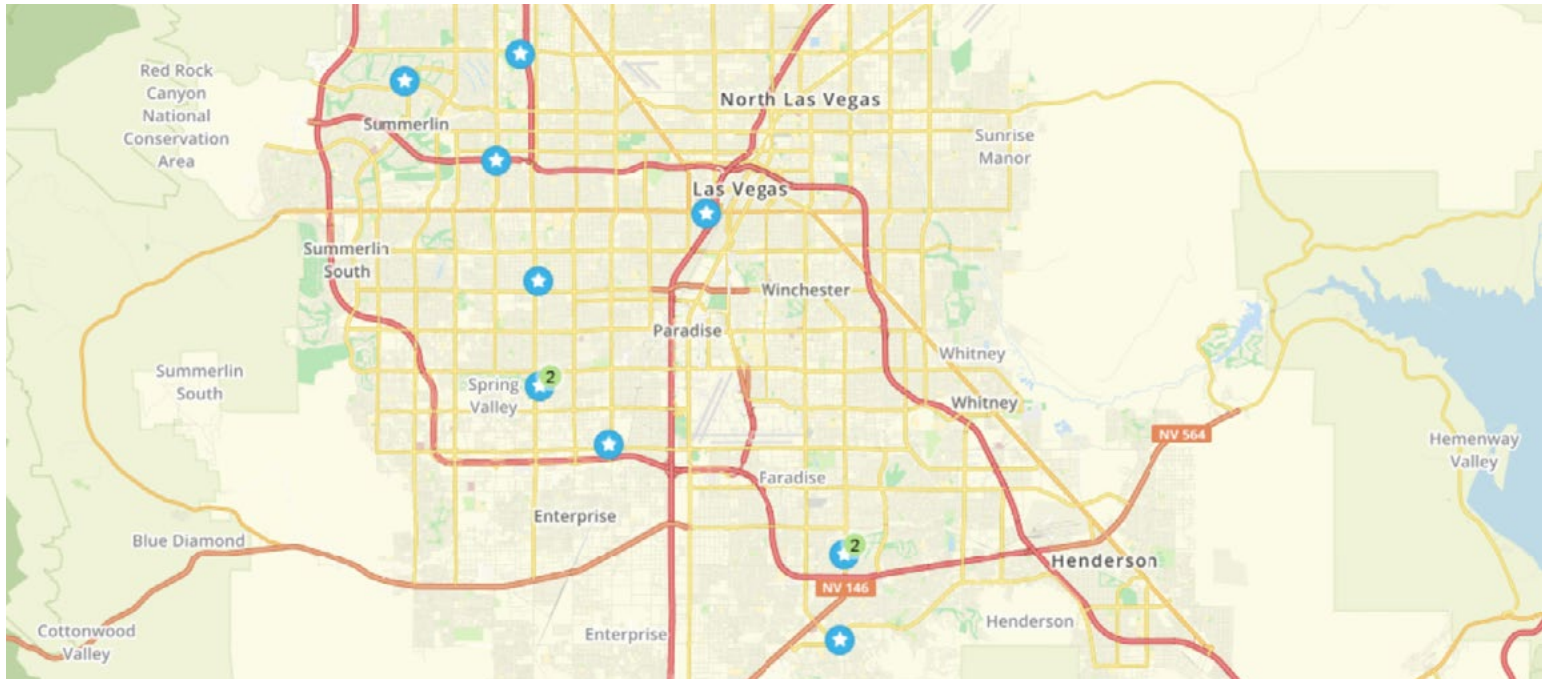 Red Rock
Canyon
National
Conservation
Area
North Las Vegas
Summerlin
Sunrise
Manor
Las Vegas
Summerlin
South
Winchester
Paradise
Whitney
Summerlin
South
2
Spring
Valley
Whitney
NV 564
Hemenway
Valley
Paradise
Enterprise
Blue Diamond
2
Henderson
NV 146
Henderson
Enterprise
Cottonwood
Valley